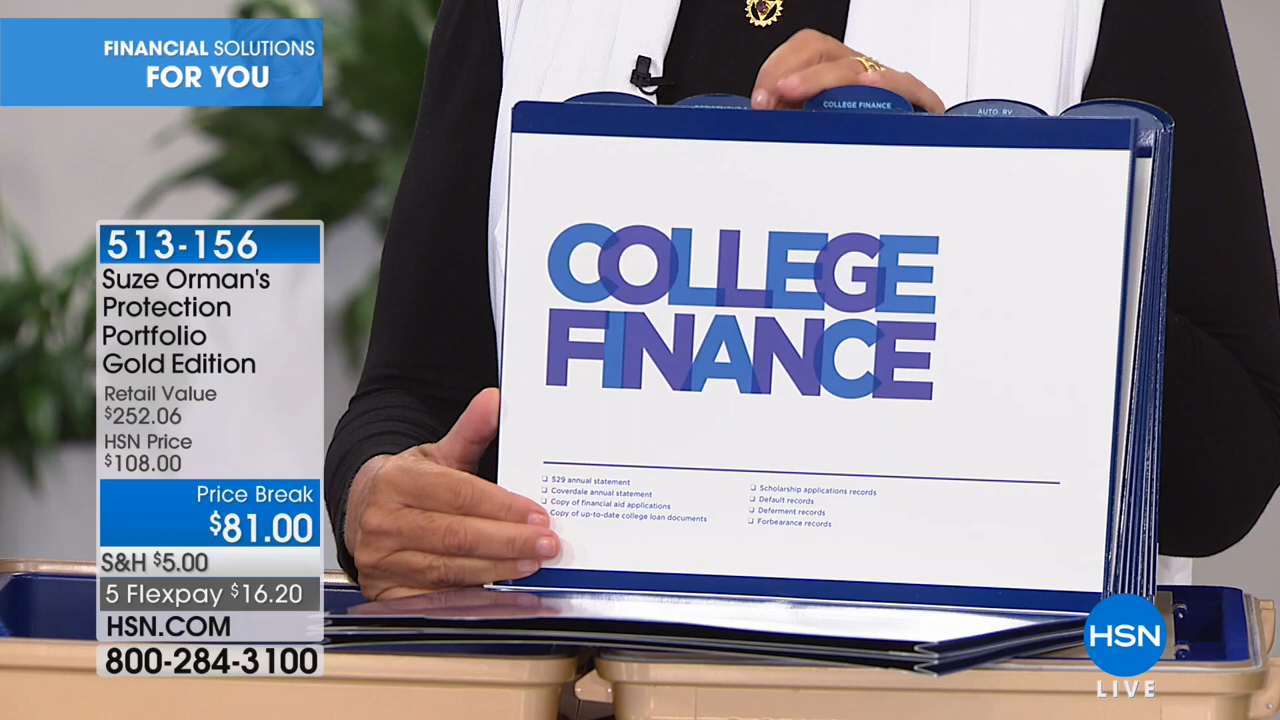 FINANCIAL SOLUTIONS
FOR YOU
513-156
Suze Orman's
Protection
Portfolio
Gold Edition
Retail Value
$252.06
HSN Price
$108.00
Price Break
$81.00
S&H $5.00
5 Flexpay $16.20
HSN.COM
800-284-3100
COLLEGE FINANCE
AUTO, RV
COLLEGE
FINANCE
529 annual statement
Coverdale annual statement
Copy of financial aid applications
Copy of up-to-date college loan documents
Scholarship applications records
Default records
Deferment records
Forbearance records
HSN
LIVE